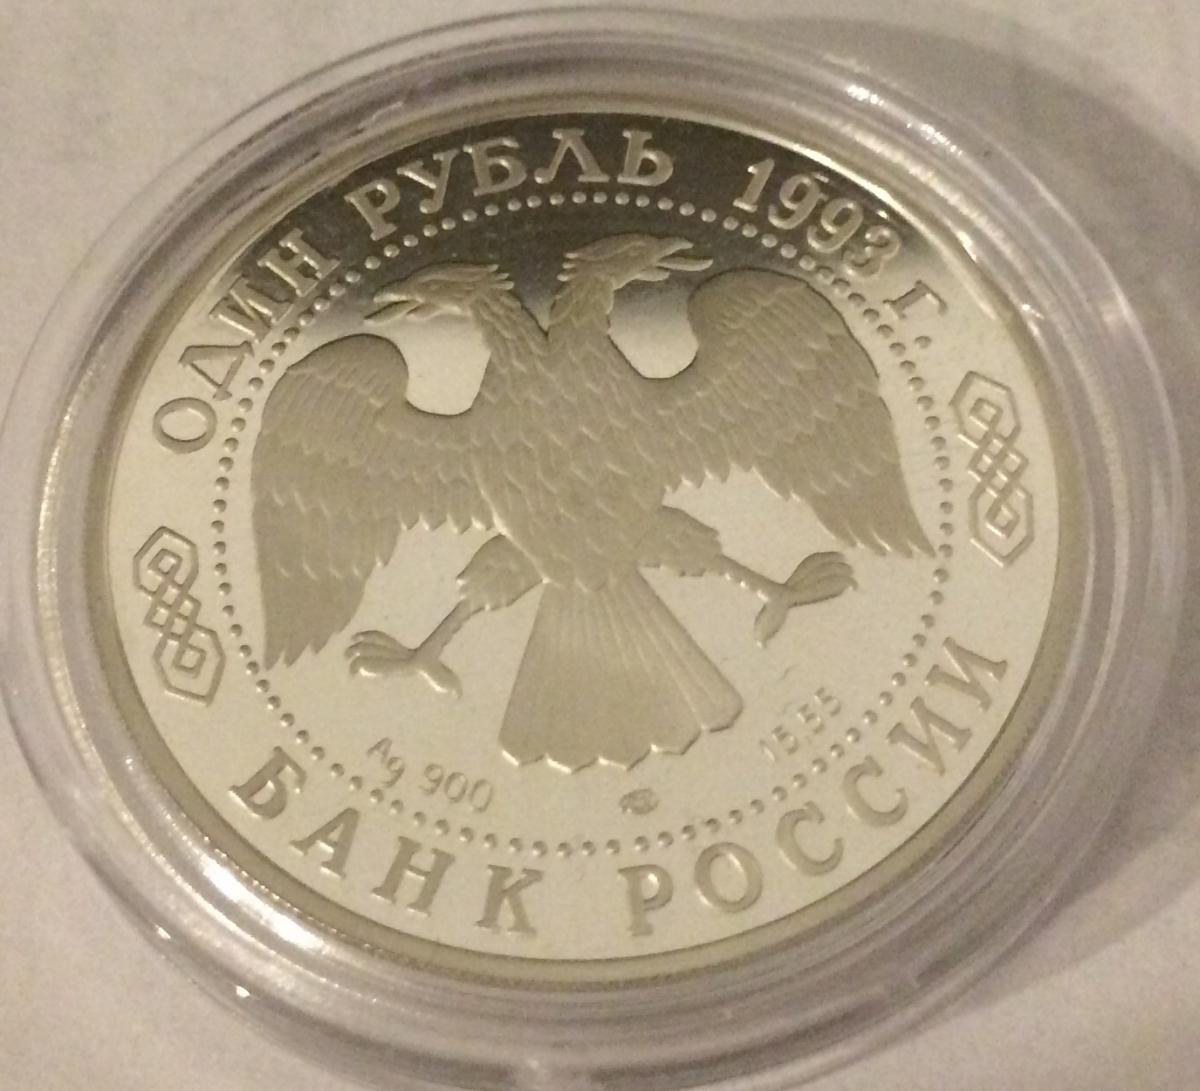 ОДИН РУБЛЬ 1993 г.
Ag 900
15,55
БАНК РОССИИ